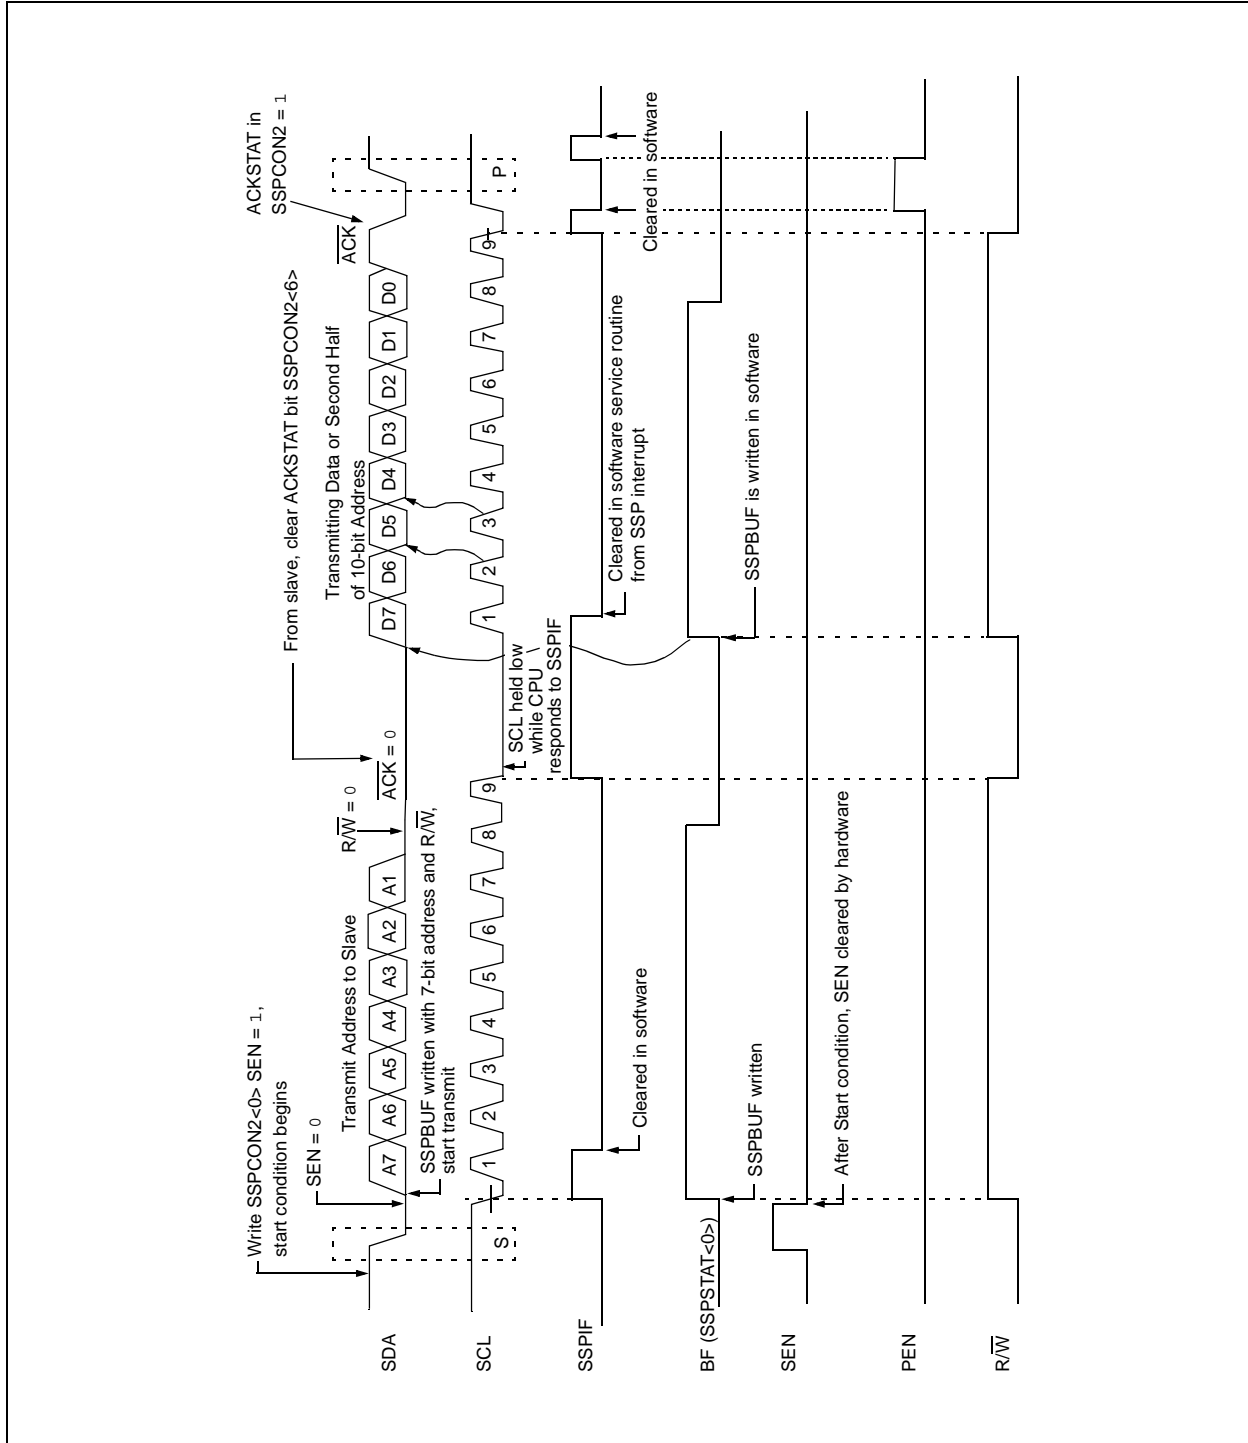 Write SSPCON2<0> SEN = 1,
start condition begins
SEN = 0
Transmit Address to Slave
From slave, clear ACKSTAT bit SSPCON2<6>
Transmitting Data or Second Half
of 10-bit Address
ACKSTAT in
SSPCON2 = 1
R/W = 0
ACK = 0
ACK
SDA
A7 A6 A5 A4 A3 A2 A1
D7 D6 D5 D4 D3 D2 D1 D0
SSPBUF written with 7-bit address and R/W,
start transmit
SCL
S
1 2 3 4 5 6 7 8 9
1 2 3 4 5 6 7 8 9
P
SCL held low
while CPU
responds to SSPIF
SSPIF
Cleared in software
Cleared in software service routine
from SSP interrupt
Cleared in software
BF (SSPSTAT<0>)
SSPBUF written
SSPBUF is written in software
SEN
After Start condition, SEN cleared by hardware
PEN
R/W